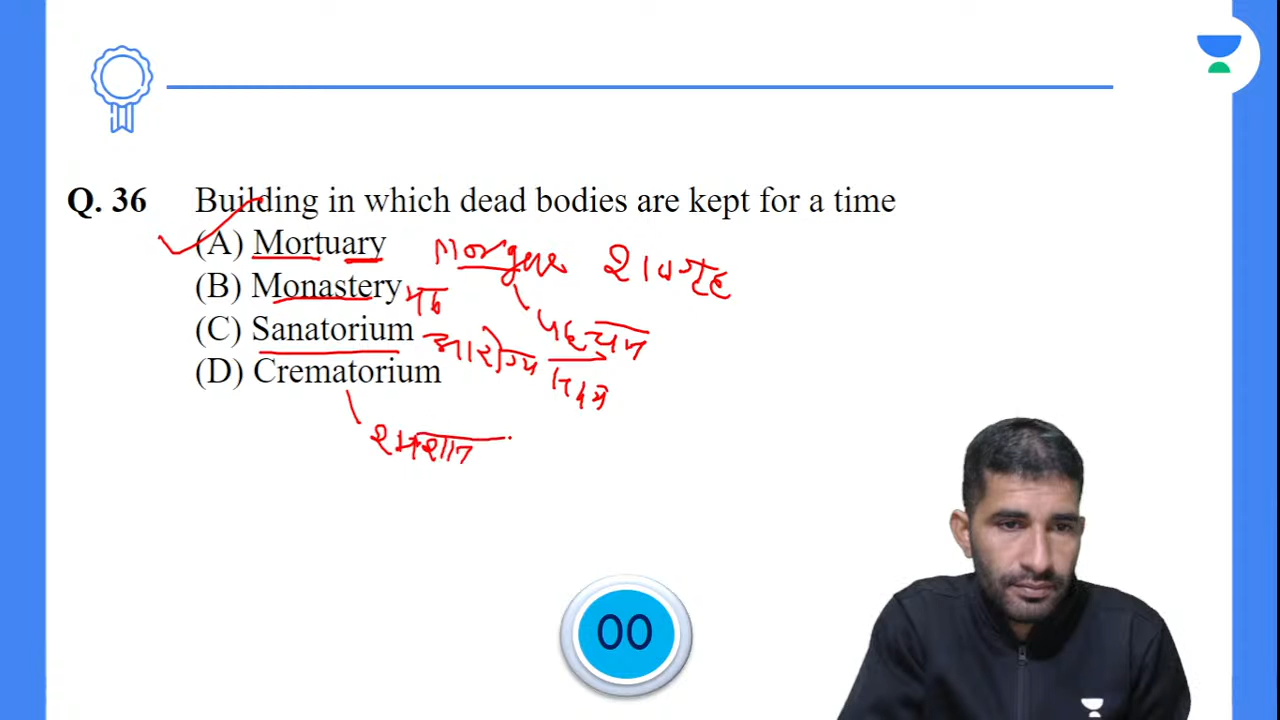 Q. 36 Building in which dead bodies are kept for a time
(A) Mortuary Morgue शवगृह
(B) Monastery मठ
पहचान
(C) Sanatorium आरोग्य
(D) Crematorium
श्मशान
00